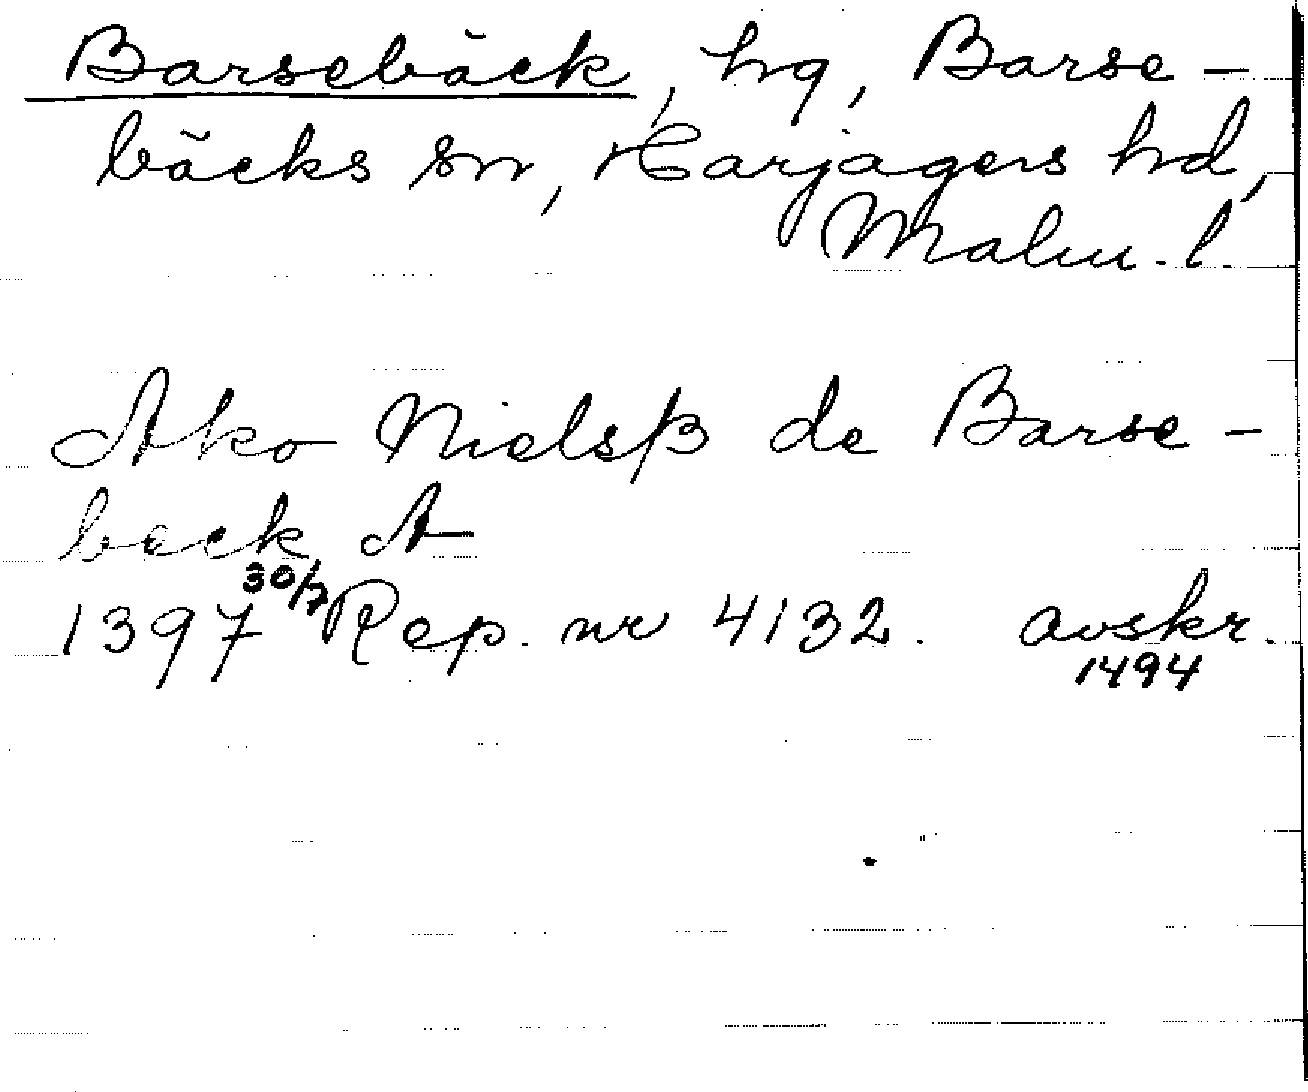 Barsebäck, hg, Barse-
bäcks sn, Harjagers hd,
Malm. l.
Ako Nielsß de Barse-
beck A
1397 30/7 Rep. nr 4132. avskr.
1494